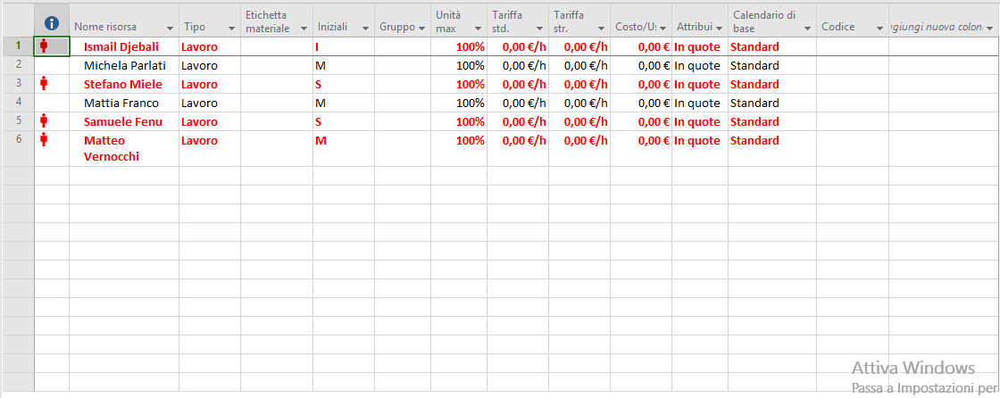 Nome risorsa Tipo Etichetta materiale Iniziali Gruppo Unità max Tariffa std. Tariffa str. Costo/U Attribui Calendario di base Codice giungi nuova colon
1 Ismail Djebali Lavoro I 100% 0,00 €/h 0,00 €/h 0,00 € In quote Standard
2 Michela Parlati Lavoro M 100% 0,00 €/h 0,00 €/h 0,00 € In quote Standard
3 Stefano Miele Lavoro S 100% 0,00 €/h 0,00 €/h 0,00 € In quote Standard
4 Mattia Franco Lavoro M 100% 0,00 €/h 0,00 €/h 0,00 € In quote Standard
5 Samuele Fenu Lavoro S 100% 0,00 €/h 0,00 €/h 0,00 € In quote Standard
6 Matteo Lavoro M 100% 0,00 €/h 0,00 €/h 0,00 € In quote Standard
Vernocchi
Attiva Windows
Passa a Impostazioni per